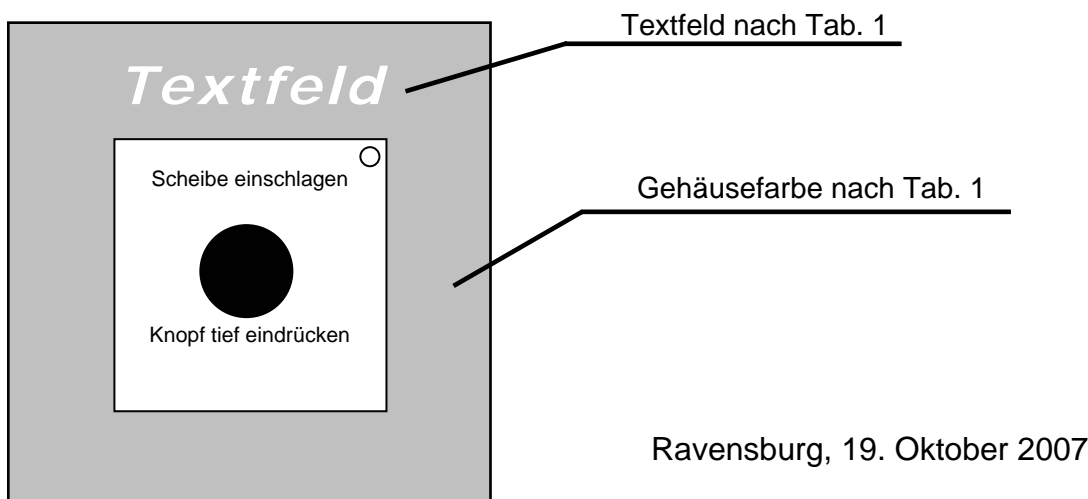 Textfeld nach Tab. 1
Textfeld
Scheibe einschlagen
Gehäusefarbe nach Tab. 1
Knopf tief eindrücken
Ravensburg, 19. Oktober 2007